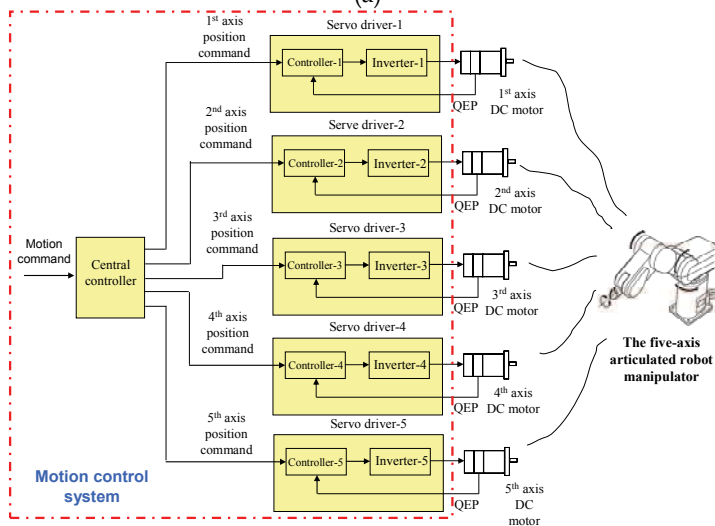 (a)
Servo driver-1
1st axis
position
command
Controller-1
Inverter-1
QEP
1st axis
DC motor
Serve driver-2
2nd axis
position
command
Controller-2
Inverter-2
QEP
2nd axis
DC motor
Servo driver-3
3rd axis
position
command
Controller-3
Inverter-3
QEP
3rd axis
DC motor
Motion
command
Central
controller
Servo driver-4
4th axis
position
command
Controller-4
Inverter-4
QEP
4th axis
DC motor
The five-axis
articulated robot
manipulator
Servo driver-5
5th axis
position
command
Controller-5
Inverter-5
QEP
5th axis
DC motor
Motion control
system